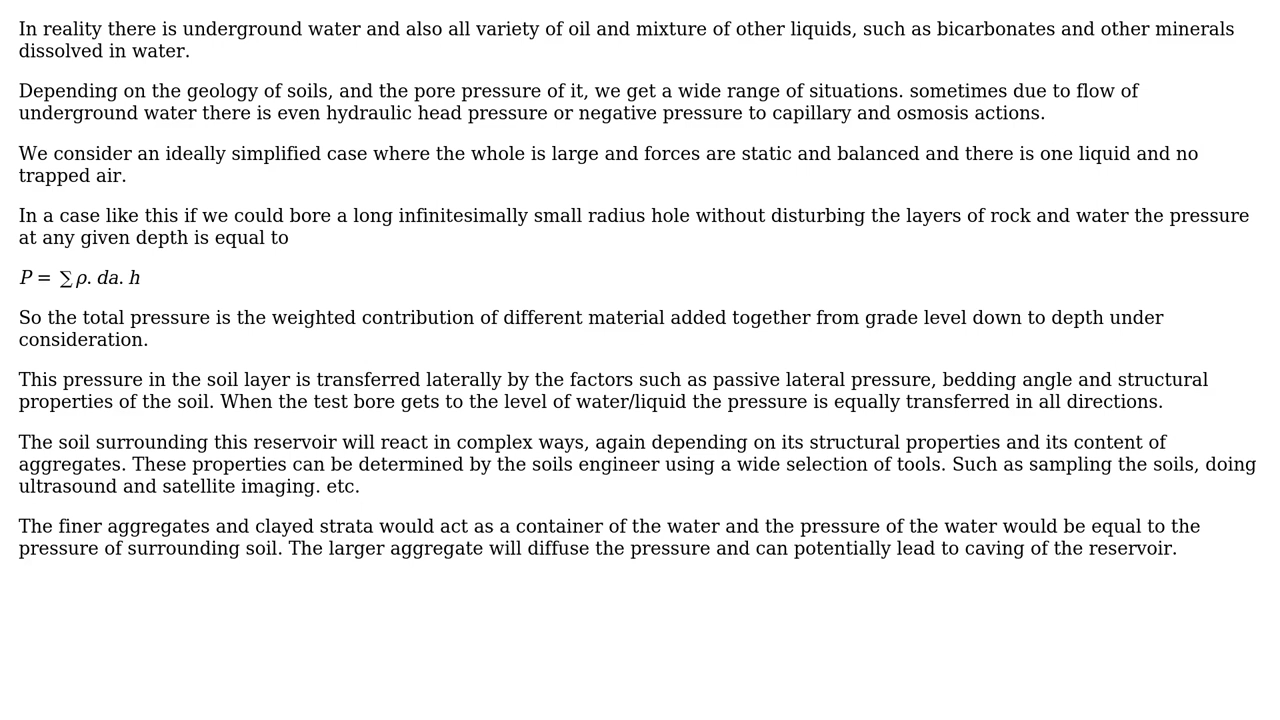 In reality there is underground water and also all variety of oil and mixture of other liquids, such as bicarbonates and other minerals
dissolved in water.
Depending on the geology of soils, and the pore pressure of it, we get a wide range of situations. sometimes due to flow of
underground water there is even hydraulic head pressure or negative pressure to capillary and osmosis actions.
We consider an ideally simplified case where the whole is large and forces are static and balanced and there is one liquid and no
trapped air.
In a case like this if we could bore a long infinitesimally small radius hole without disturbing the layers of rock and water the pressure
at any given depth is equal to
P = ∑ρ. da. h
So the total pressure is the weighted contribution of different material added together from grade level down to depth under
consideration.
This pressure in the soil layer is transferred laterally by the factors such as passive lateral pressure, bedding angle and structural
properties of the soil. When the test bore gets to the level of water/liquid the pressure is equally transferred in all directions.
The soil surrounding this reservoir will react in complex ways, again depending on its structural properties and its content of
aggregates. These properties can be determined by the soils engineer using a wide selection of tools. Such as sampling the soils, doing
ultrasound and satellite imaging. etc.
The finer aggregates and clayed strata would act as a container of the water and the pressure of the water would be equal to the
pressure of surrounding soil. The larger aggregate will diffuse the pressure and can potentially lead to caving of the reservoir.